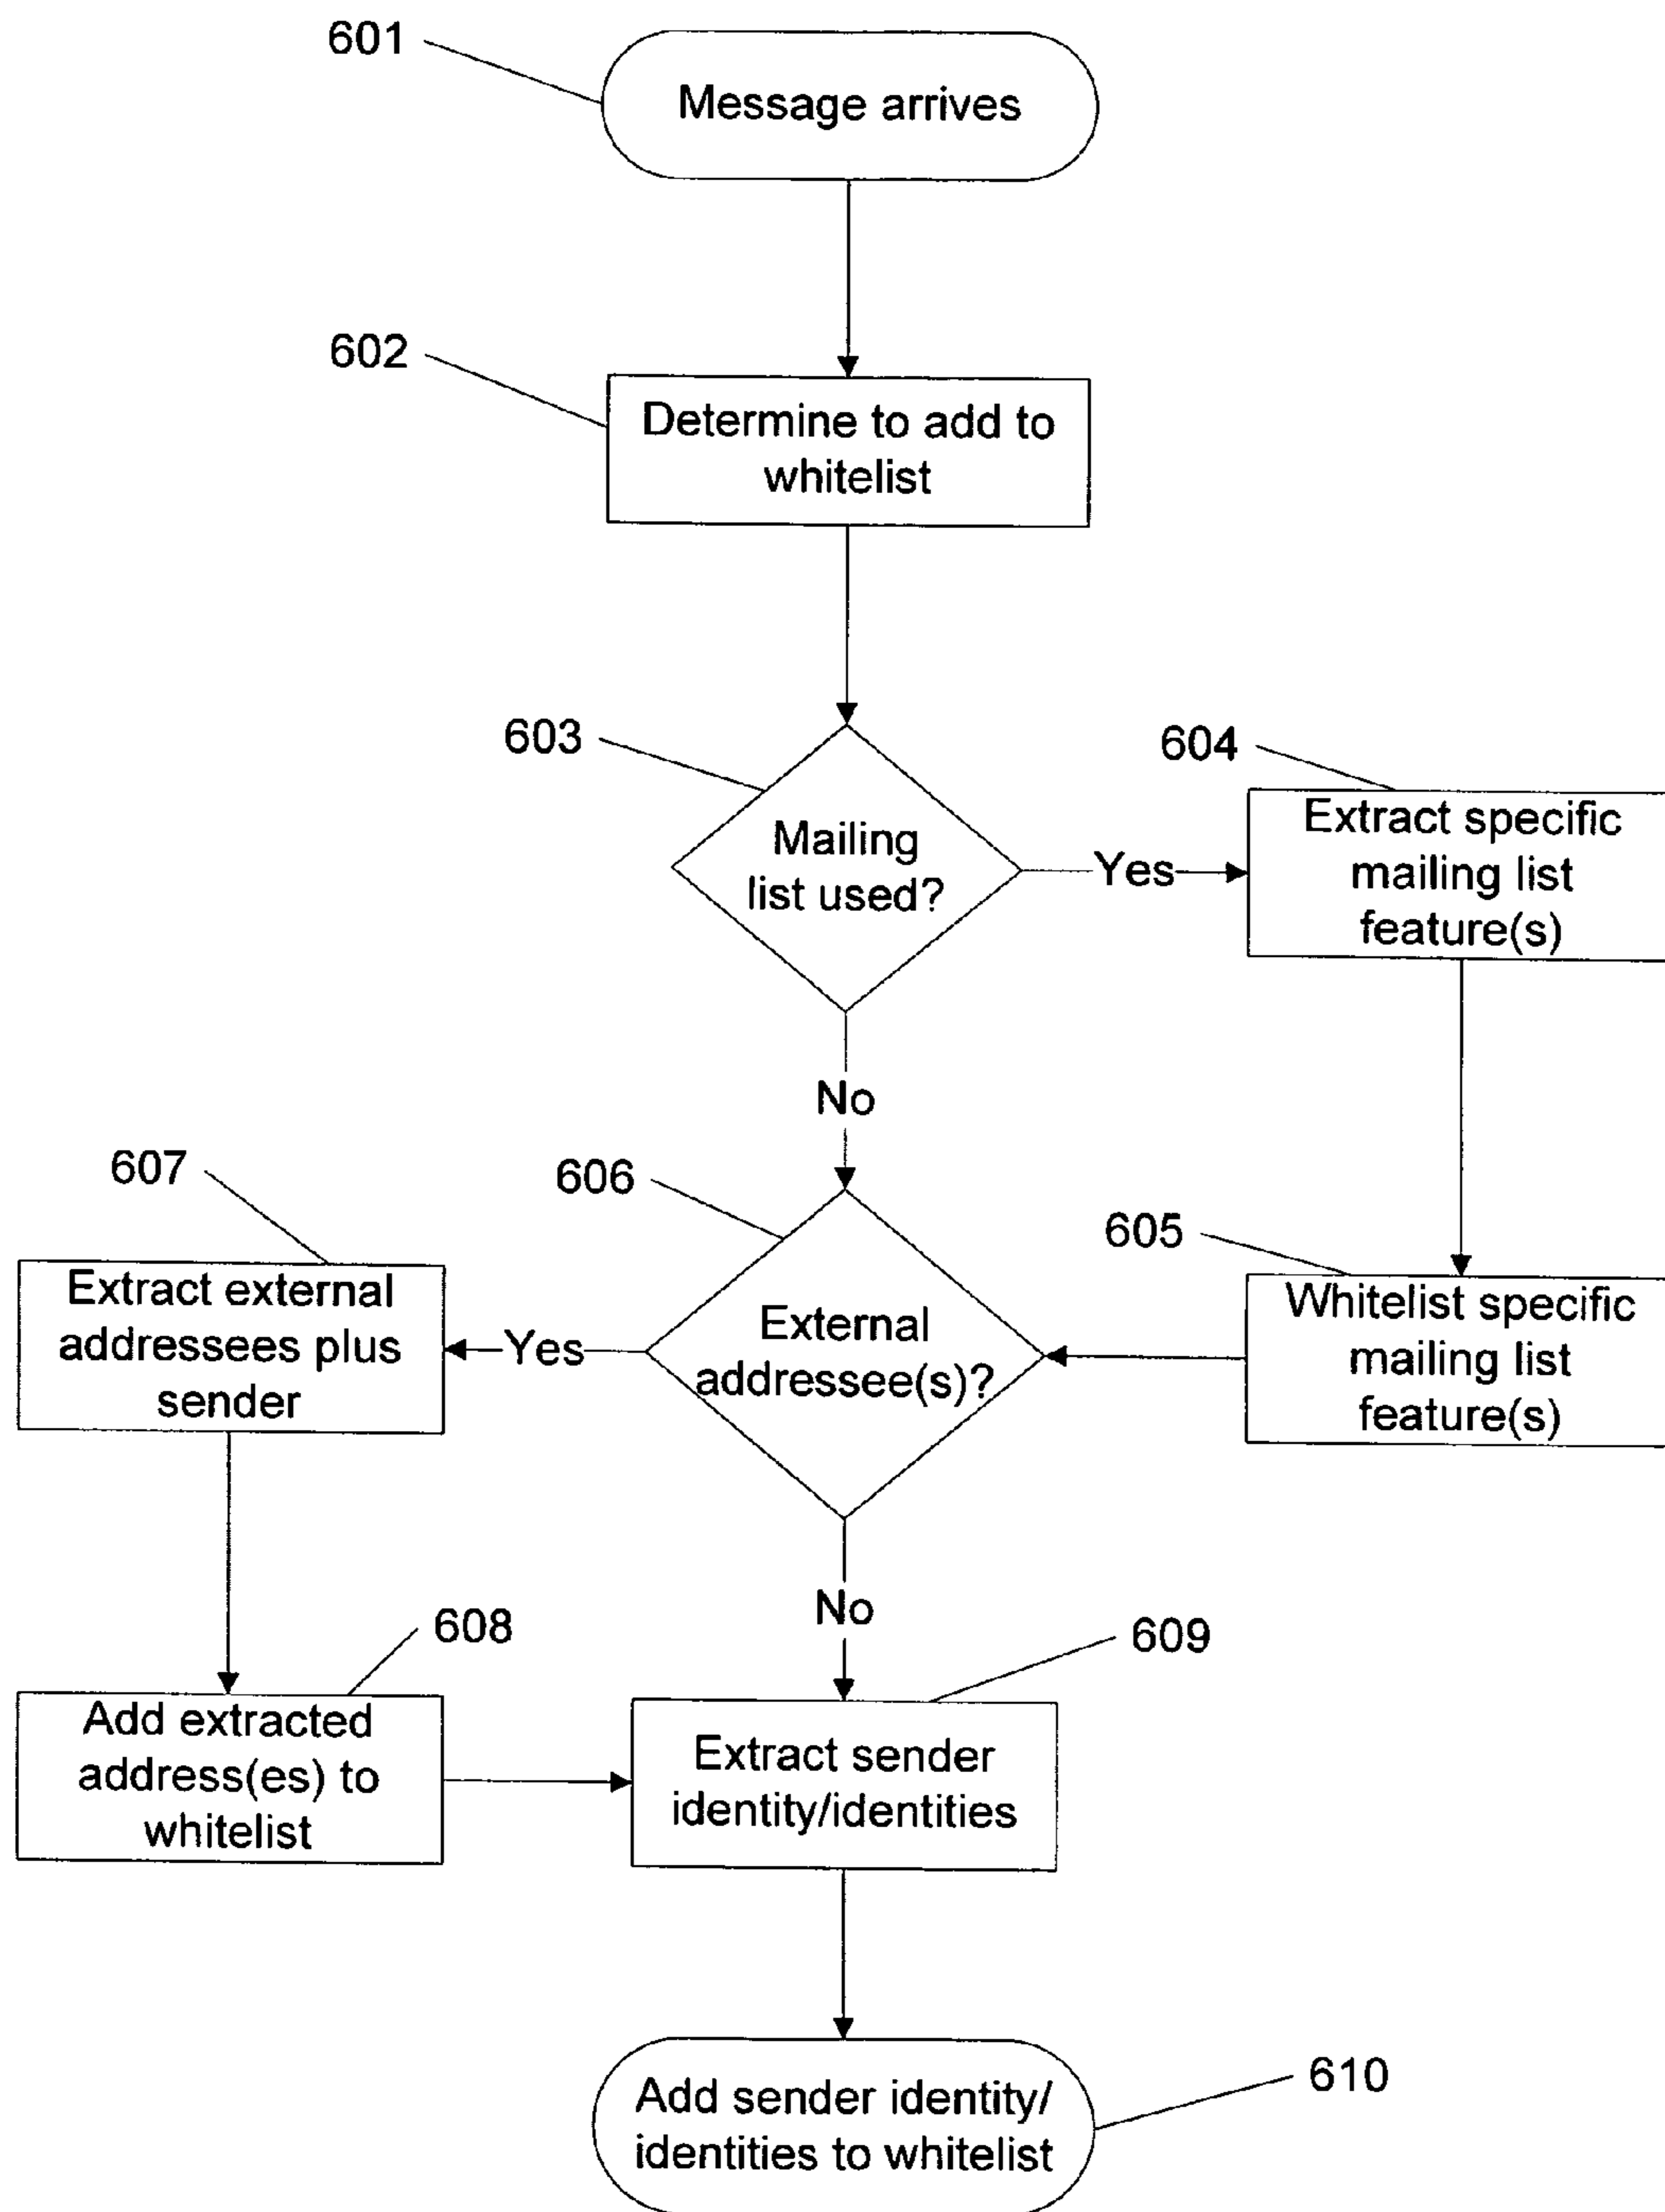 601
Message arrives
602
Determine to add to
whitelist
603
Mailing
list used?
Yes
604
Extract specific
mailing list
feature(s)
No
605
Whitelist specific
mailing list
feature(s)
606
External
addressee(s)?
Yes
607
Extract external
addressees plus
sender
608
Add extracted
address(es) to
whitelist
No
609
Extract sender
identity/identities
610
Add sender identity/
identities to whitelist